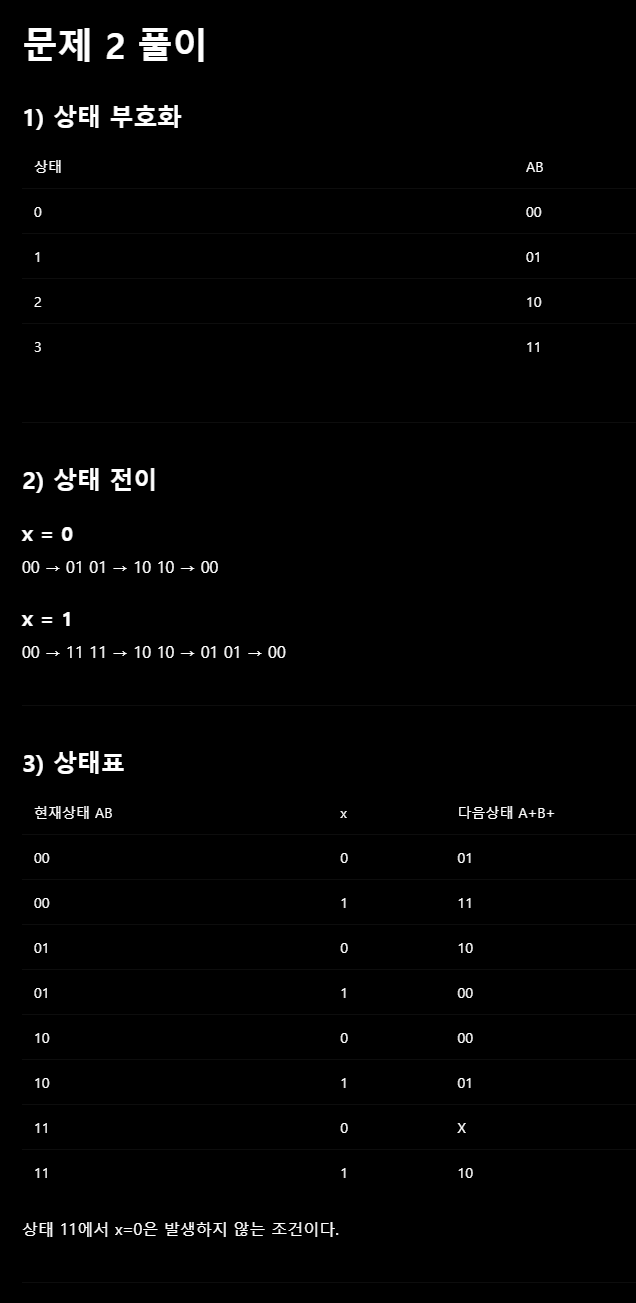 문제 2 풀이
1) 상태 부호화
상태 AB
0 00
1 01
2 10
3 11
2) 상태 전이
x = 0
00 → 01 01 → 10 10 → 00
x = 1
00 → 11 11 → 10 10 → 01 01 → 00
3) 상태표
현재상태 AB x 다음상태 A+B+
00 0 01
00 1 11
01 0 10
01 1 00
10 0 00
10 1 01
11 0 X
11 1 10
상태 11에서 x=0은 발생하지 않는 조건이다.